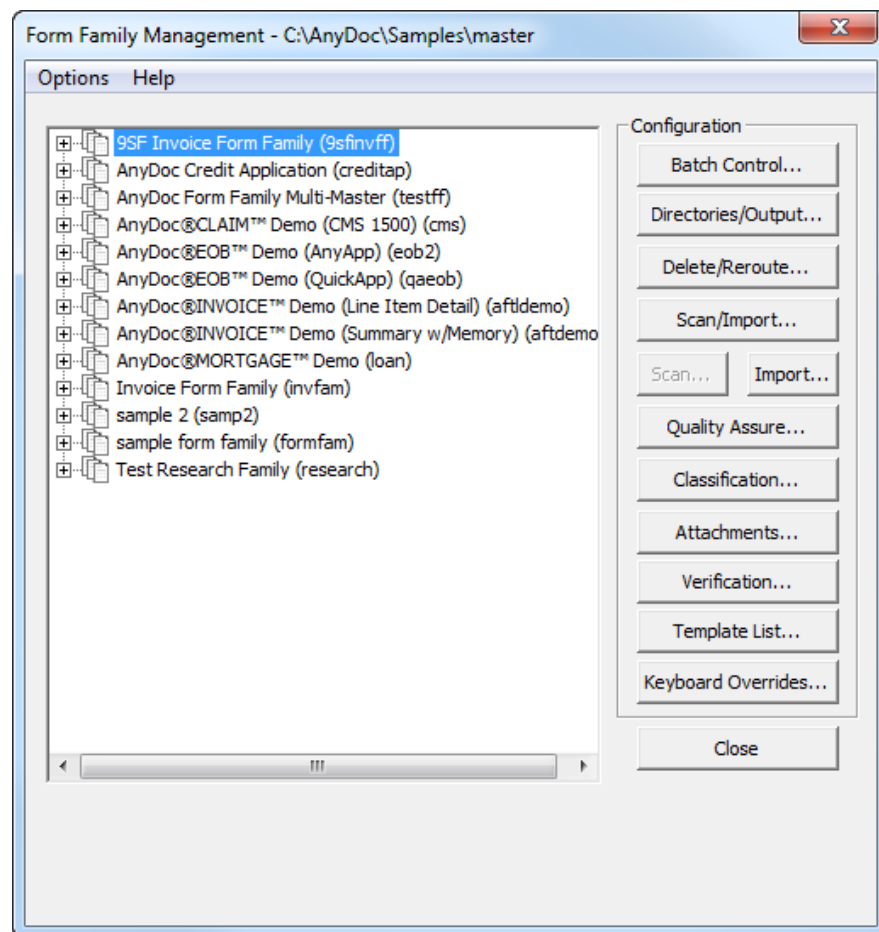 Form Family Management - C:\AnyDoc\Samples\master
Options Help
9SF Invoice Form Family (9sfinvff)
AnyDoc Credit Application (creditap)
AnyDoc Form Family Multi-Master (testff)
AnyDoc®CLAIM™ Demo (CMS 1500) (cms)
AnyDoc®EOB™ Demo (AnyApp) (eob2)
AnyDoc®EOB™ Demo (QuickApp) (qaeob)
AnyDoc®INVOICE™ Demo (Line Item Detail) (aftldemo)
AnyDoc®INVOICE™ Demo (Summary w/Memory) (aftdemo
AnyDoc®MORTGAGE™ Demo (loan)
Invoice Form Family (invfam)
sample 2 (samp2)
sample form family (formfam)
Test Research Family (research)
Configuration
Batch Control...
Directories/Output...
Delete/Reroute...
Scan/Import...
Scan... Import...
Quality Assure...
Classification...
Attachments...
Verification...
Template List...
Keyboard Overrides...
Close